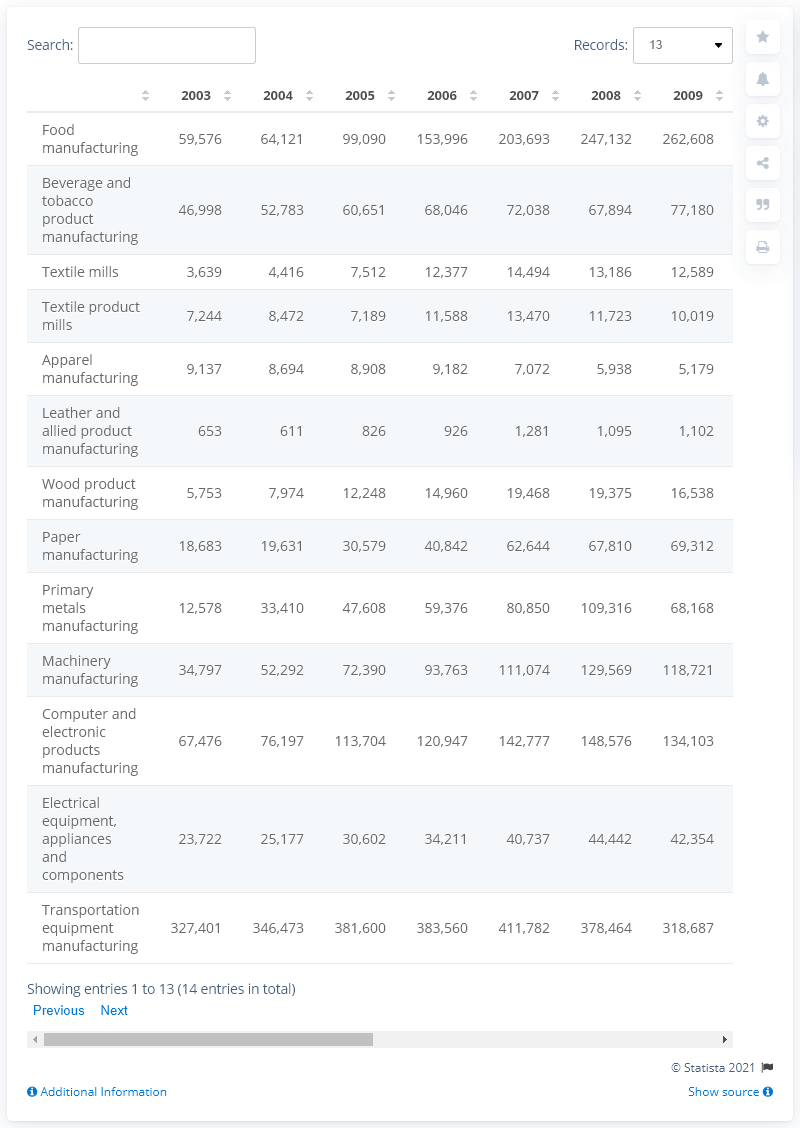 Search: Records: 13
2003 2004 2005 2006 2007 2008 2009
Food
manufacturing 59,576 64,121 99,090 153,996 203,693 247,132 262,608
Beverage and
tobacco
product
manufacturing 46,998 52,783 60,651 68,046 72,038 67,894 77,180
Textile mills 3,639 4,416 7,512 12,377 14,494 13,186 12,589
Textile product
mills 7,244 8,472 7,189 11,588 13,470 11,723 10,019
Apparel
manufacturing 9,137 8,694 8,908 9,182 7,072 5,938 5,179
Leather and
allied product
manufacturing 653 611 826 926 1,281 1,095 1,102
Wood product
manufacturing 5,753 7,974 12,248 14,960 19,468 19,375 16,538
Paper
manufacturing 18,683 19,631 30,579 40,842 62,644 67,810 69,312
Primary
metals
manufacturing 12,578 33,410 47,608 59,376 80,850 109,316 68,168
Machinery
manufacturing 34,797 52,292 72,390 93,763 111,074 129,569 118,721
Computer and
electronic
products
manufacturing 67,476 76,197 113,704 120,947 142,777 148,576 134,103
Electrical
equipment,
appliances
and
components 23,722 25,177 30,602 34,211 40,737 44,442 42,354
Transportation
equipment
manufacturing 327,401 346,473 381,600 383,560 411,782 378,464 318,687
Showing entries 1 to 13 (14 entries in total)
Previous Next
© Statista 2021
Additional Information Show source